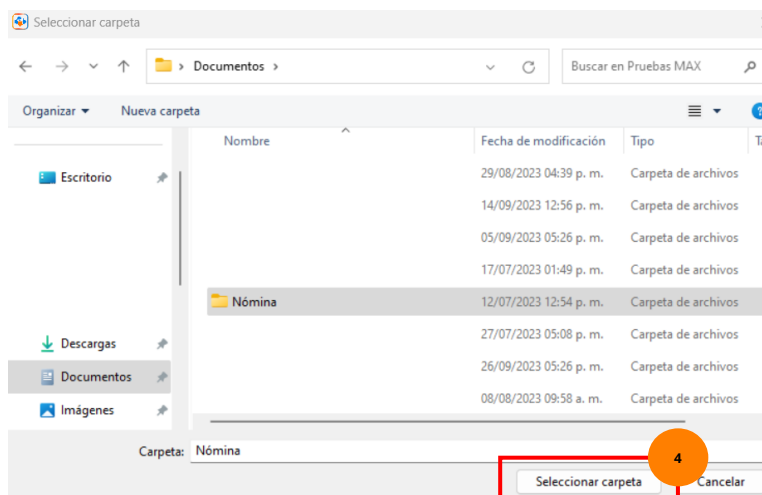 Seleccionar carpeta
Documentos
Buscar en Pruebas MAX
Organizar Nueva carpeta
Nombre Fecha de modificación Tipo
Escritorio
29/08/2023 04:39 p. m. Carpeta de archivos
14/09/2023 12:56 p. m. Carpeta de archivos
05/09/2023 05:26 p. m. Carpeta de archivos
17/07/2023 01:49 p. m. Carpeta de archivos
Nómina 12/07/2023 12:54 p. m. Carpeta de archivos
Descargas 27/07/2023 05:08 p. m. Carpeta de archivos
Documentos 26/09/2023 05:26 p. m. Carpeta de archivos
Imágenes 08/08/2023 09:58 a. m. Carpeta de archivos
Carpeta: Nómina
4
Seleccionar carpeta Cancelar